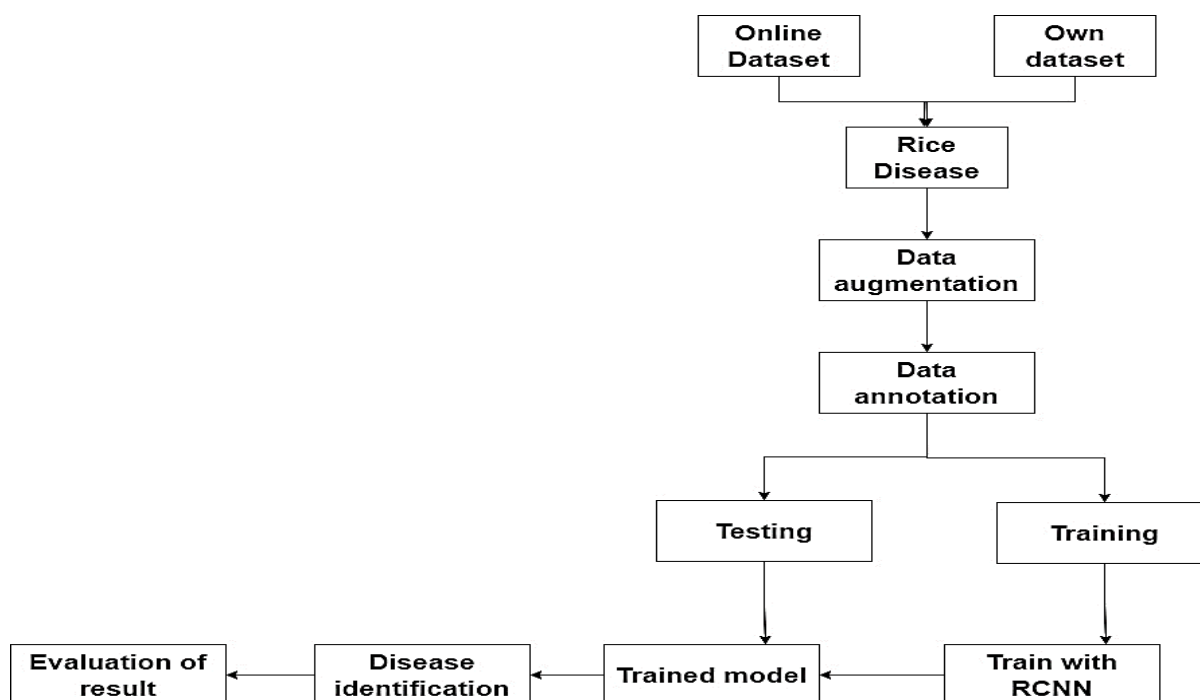 Online
Dataset
Own
dataset
Rice
Disease
Data
augmentation
Data
annotation
Testing
Training
Evaluation of
result
Disease
identification
Trained model
Train with
RCNN